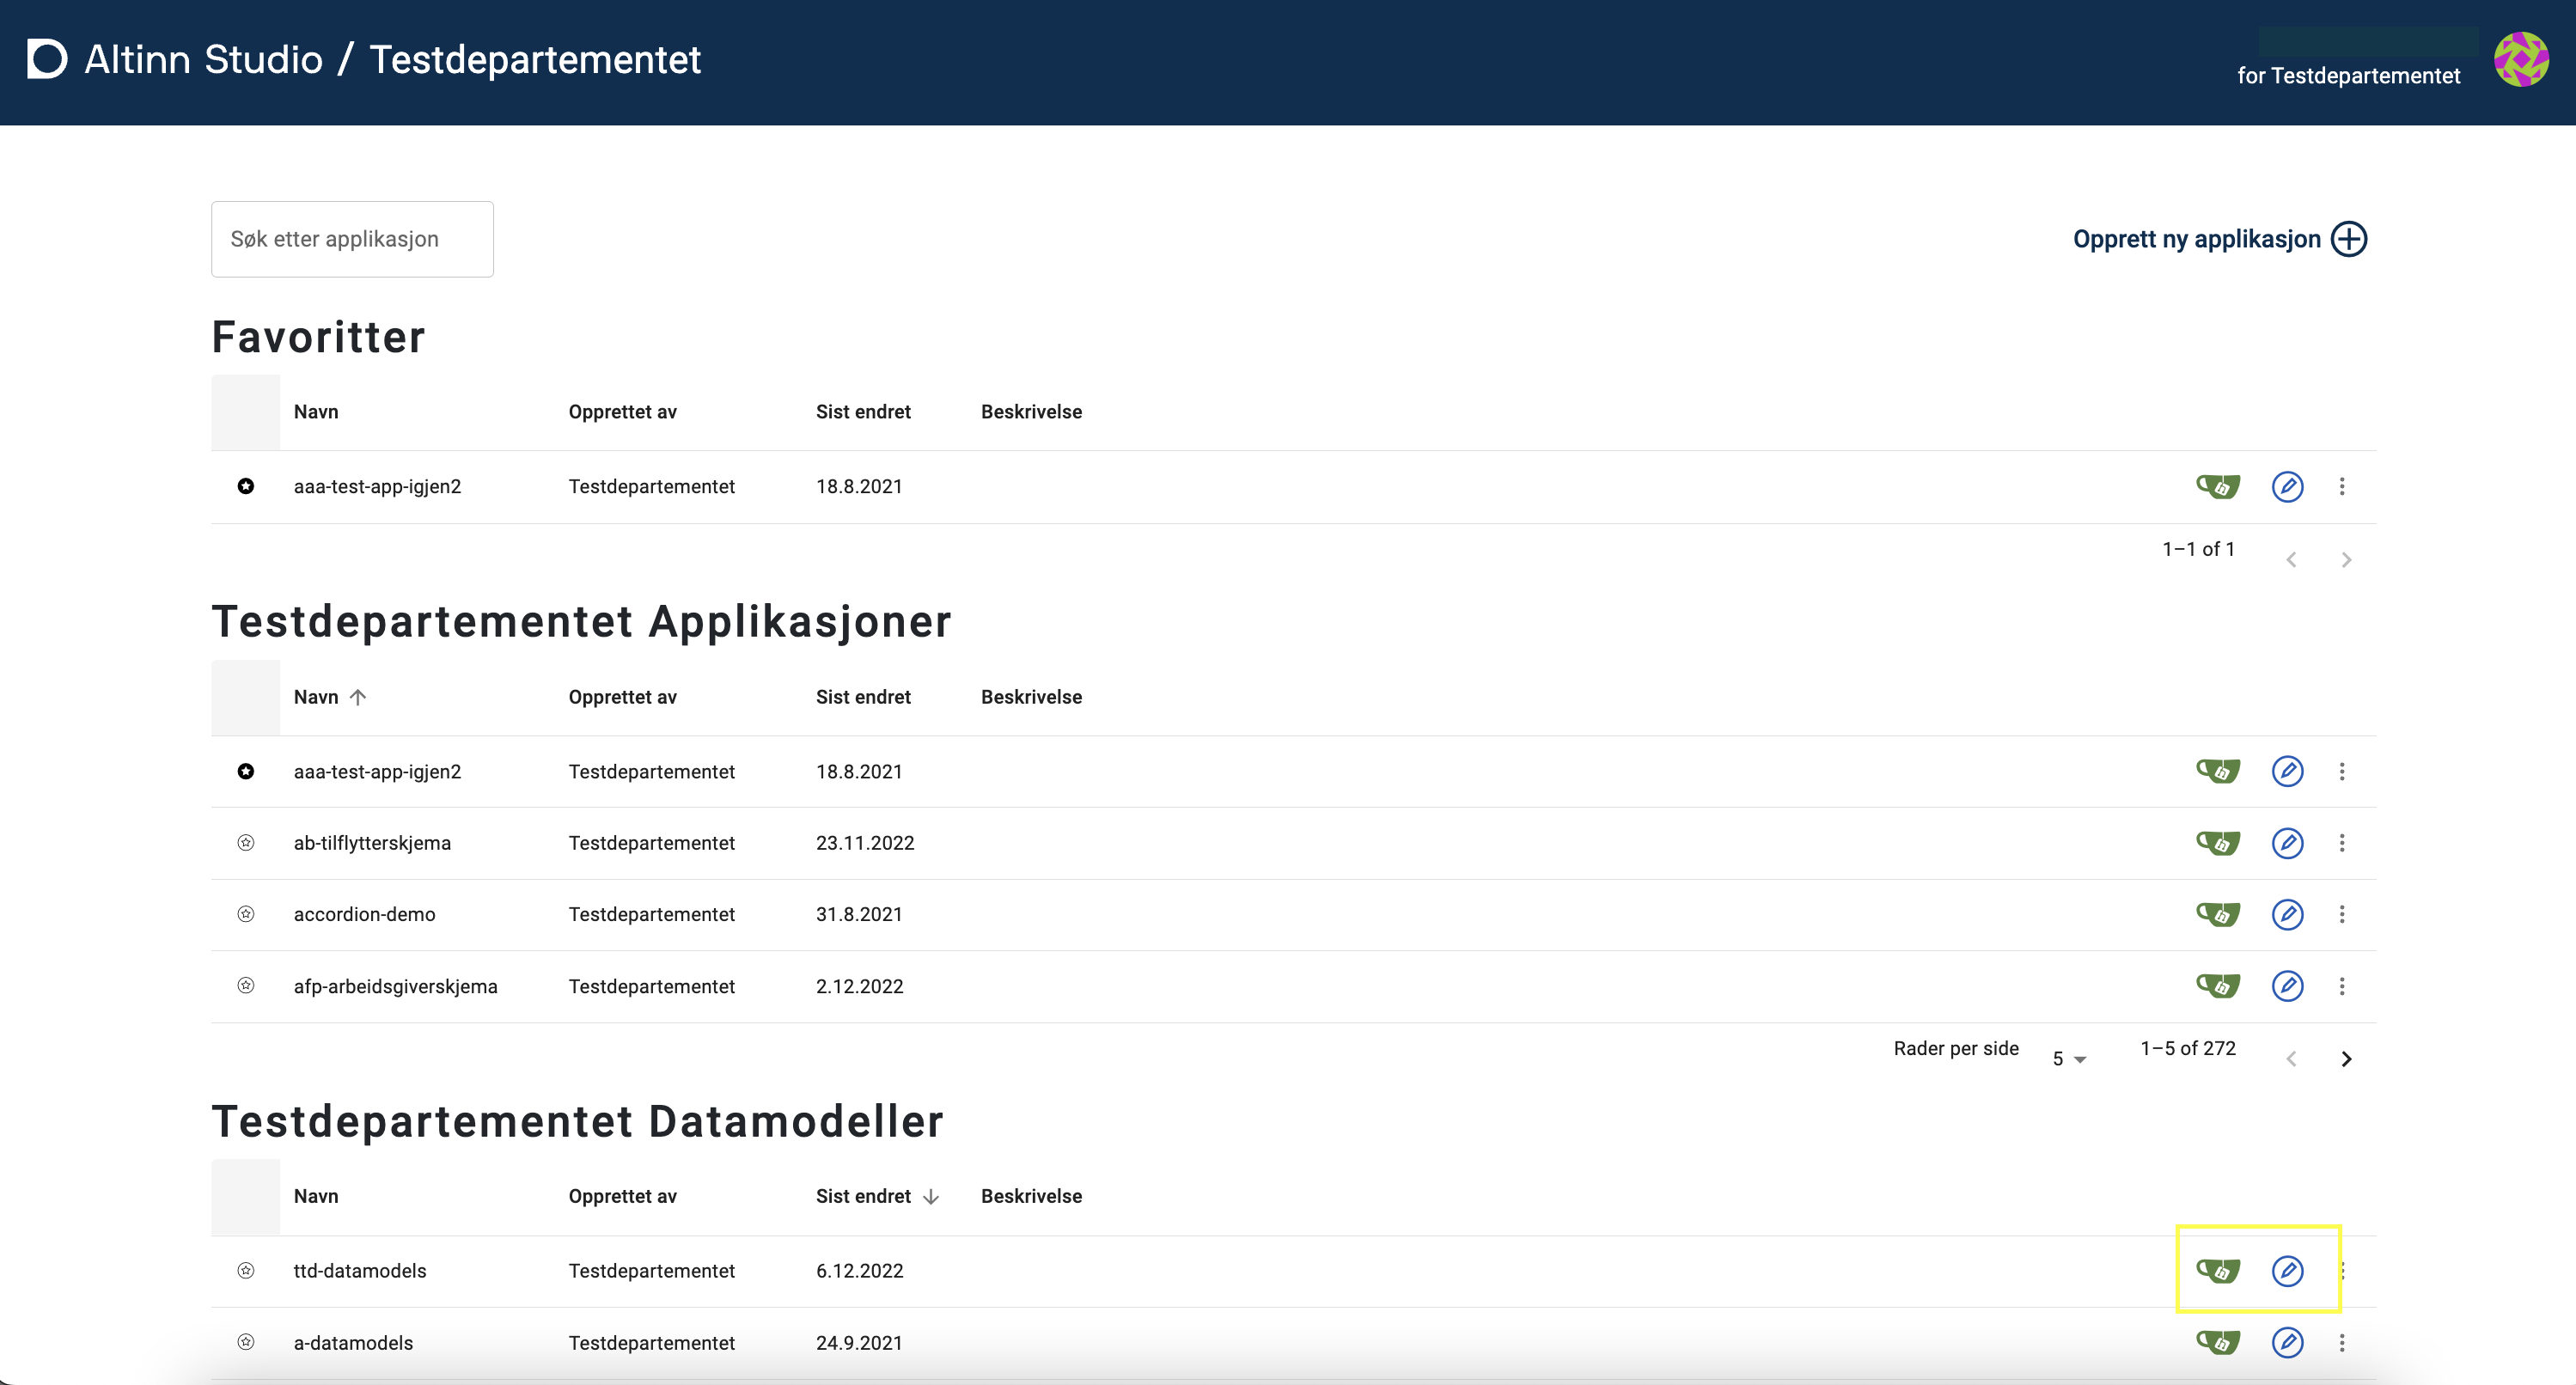 Altinn Studio / Testdepartementet
for Testdepartementet
Søk etter applikasjon
Opprett ny applikasjon
Favoritter
Navn Opprettet av Sist endret Beskrivelse
aaa-test-app-igjen2 Testdepartementet 18.8.2021
1–1 of 1
Testdepartementet Applikasjoner
Navn Opprettet av Sist endret Beskrivelse
aaa-test-app-igjen2 Testdepartementet 18.8.2021
ab-tilflytterskjema Testdepartementet 23.11.2022
accordion-demo Testdepartementet 31.8.2021
afp-arbeidsgiverskjema Testdepartementet 2.12.2022
Rader per side 5 1–5 of 272
Testdepartementet Datamodeller
Navn Opprettet av Sist endret Beskrivelse
ttd-datamodels Testdepartementet 6.12.2022
a-datamodels Testdepartementet 24.9.2021